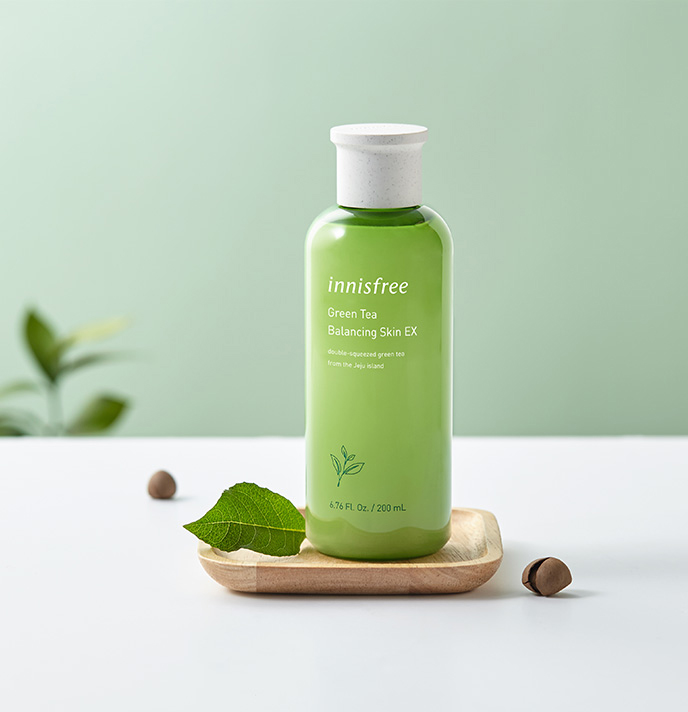 innisfree
Green Tea
Balancing Skin EX
double-squeezed green tea
from the Jeju island
6.76 Fl. Oz. / 200 mL